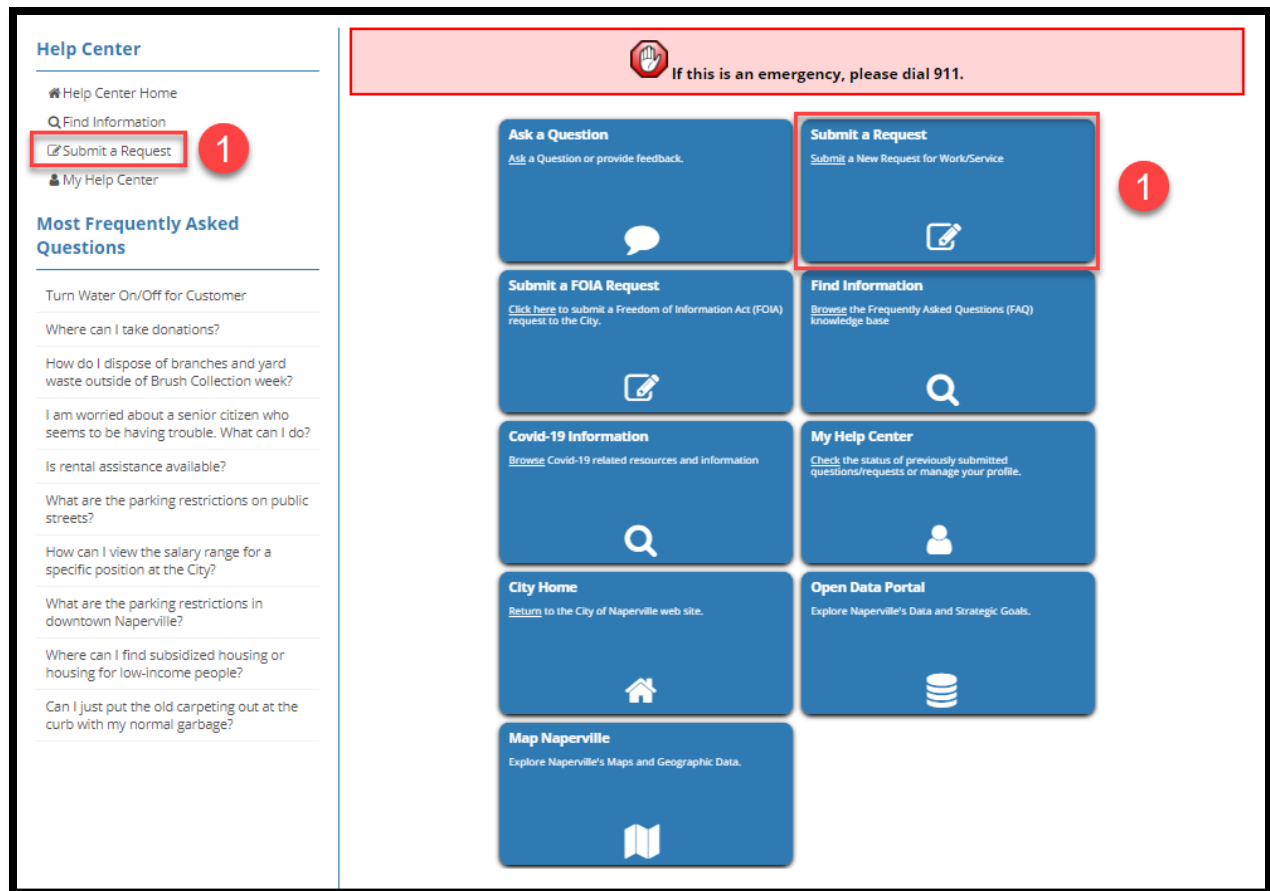 Help Center
Help Center Home
Find Information
Submit a Request
1
My Help Center
Most Frequently Asked
Questions
Turn Water On/Off for Customer
Where can I take donations?
How do I dispose of branches and yard
waste outside of Brush Collection week?
I am worried about a senior citizen who
seems to be having trouble. What can I do?
Is rental assistance available?
What are the parking restrictions on public
streets?
How can I view the salary range for a
specific position at the City?
What are the parking restrictions in
downtown Naperville?
Where can I find subsidized housing or
housing for low-income people?
Can I just put the old carpeting out at the
curb with my normal garbage?
If this is an emergency, please dial 911.
Ask a Question
Ask a Question or provide feedback.
Submit a Request
Submit a New Request for Work/Service
1
Submit a FOIA Request
Click here to submit a Freedom of Information Act (FOIA)
request to the City.
Find Information
Browse the Frequently Asked Questions (FAQ)
knowledge base
Covid-19 Information
Browse Covid-19 related resources and information
My Help Center
Check the status of previously submitted
questions/requests or manage your profile.
City Home
Return to the City of Naperville web site.
Open Data Portal
Explore Naperville's Data and Strategic Goals.
Map Naperville
Explore Naperville's Maps and Geographic Data.